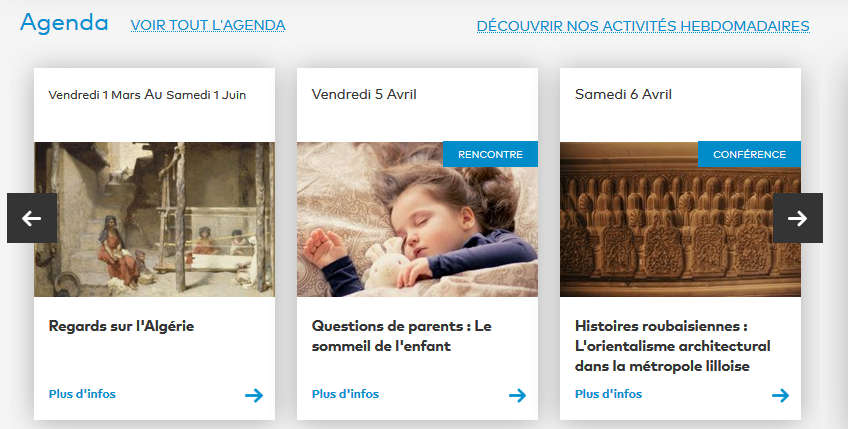 Agenda VOIR TOUT L'AGENDA DÉCOUVRIR NOS ACTIVITÉS HEBDOMADAIRES
Vendredi 1 Mars Au Samedi 1 Juin
Regards sur l'Algérie
Plus d'infos
Vendredi 5 Avril
RENCONTRE
Questions de parents : Le
sommeil de l'enfant
Plus d'infos
Samedi 6 Avril
CONFÉRENCE
Histoires roubaisiennes :
L'orientalisme architectural
dans la métropole lilloise
Plus d'infos